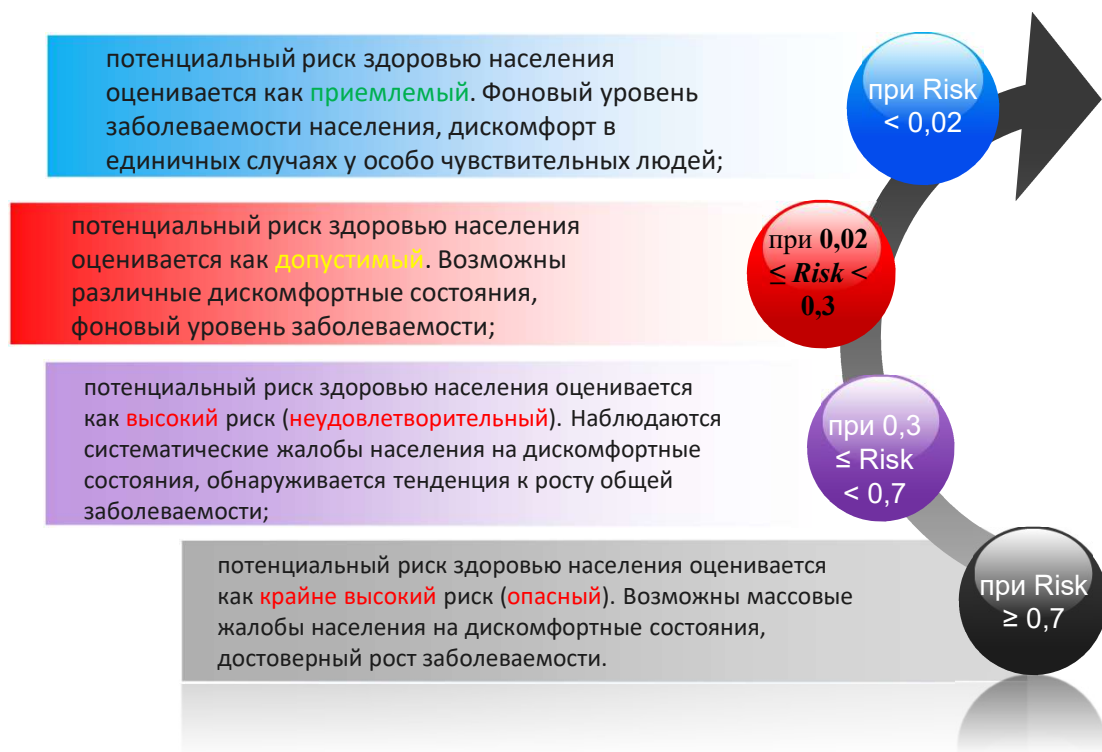 потенциальный риск здоровью населения
оценивается как приемлемый. Фоновый уровень
заболеваемости населения, дискомфорт в
единичных случаях у особо чувствительных людей;
при Risk
< 0,02
потенциальный риск здоровью населения
оценивается как допустимый. Возможны
различные дискомфортные состояния,
фоновый уровень заболеваемости;
при 0,02
≤ Risk <
0,3
потенциальный риск здоровью населения оценивается
как высокий риск (неудовлетворительный). Наблюдаются
систематические жалобы населения на дискомфортные
состояния, обнаруживается тенденция к росту общей
заболеваемости;
при 0,3
≤ Risk
< 0,7
потенциальный риск здоровью населения оценивается
как крайне высокий риск (опасный). Возможны массовые
жалобы населения на дискомфортные состояния,
достоверный рост заболеваемости.
при Risk
≥ 0,7